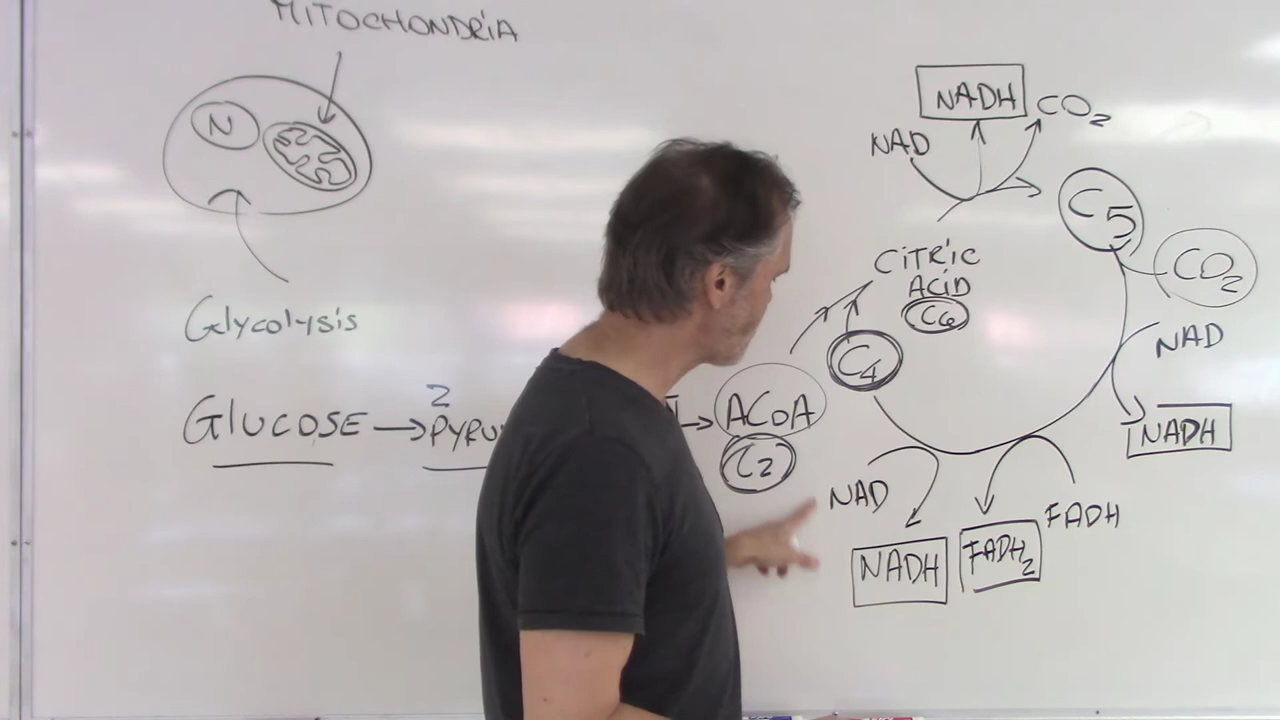 MITOCHONDRIA
N
Glycolysis
GLUCOSE → 2 PYRU
→ ACoA
C2
C4
CITRIC
ACID
C6
NAD
NADH
CO2
C5
CO2
NAD
NADH
FADH
FADH2
NAD
NADH